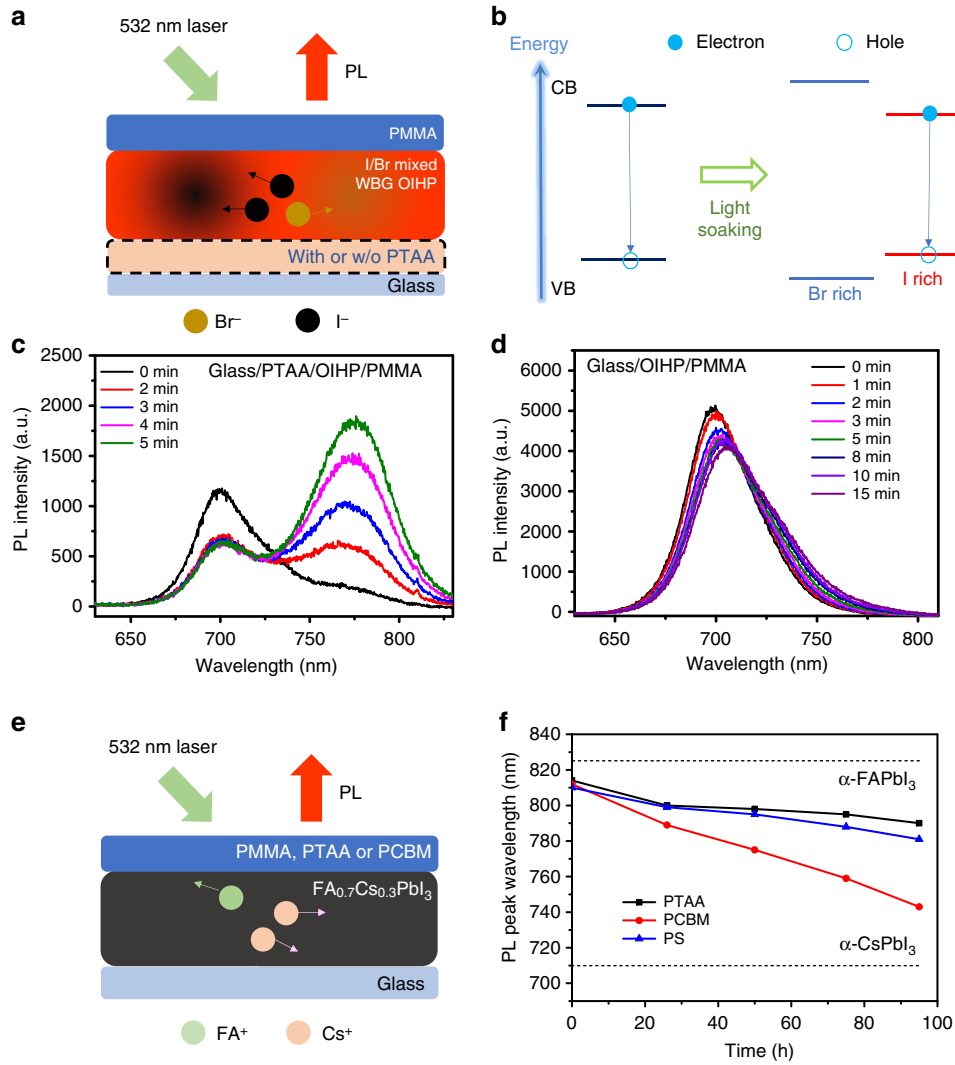 a
532 nm laser
PL
PMMA
I/Br mixed
WBG OIHP
With or w/o PTAA
Glass
Br⁻
I⁻
b
Energy
Electron
Hole
CB
VB
Light
soaking
Br rich
I rich
c
PL intensity (a.u.)
2500
2000
1500
1000
500
0
0 min
2 min
3 min
4 min
5 min
Glass/PTAA/OIHP/PMMA
650
700
750
800
Wavelength (nm)
d
PL intensity (a.u.)
6000
5000
4000
3000
2000
1000
0
Glass/OIHP/PMMA
0 min
1 min
2 min
3 min
5 min
8 min
10 min
15 min
650
700
750
800
Wavelength (nm)
e
532 nm laser
PL
PMMA, PTAA or PCBM
FA₀.₇Cs₀.₃PbI₃
Glass
FA⁺
Cs⁺
f
PL peak wavelength (nm)
840
820
800
780
760
740
720
700
α-FAPbI₃
PTAA
PCBM
PS
α-CsPbI₃
0
20
40
60
80
100
Time (h)